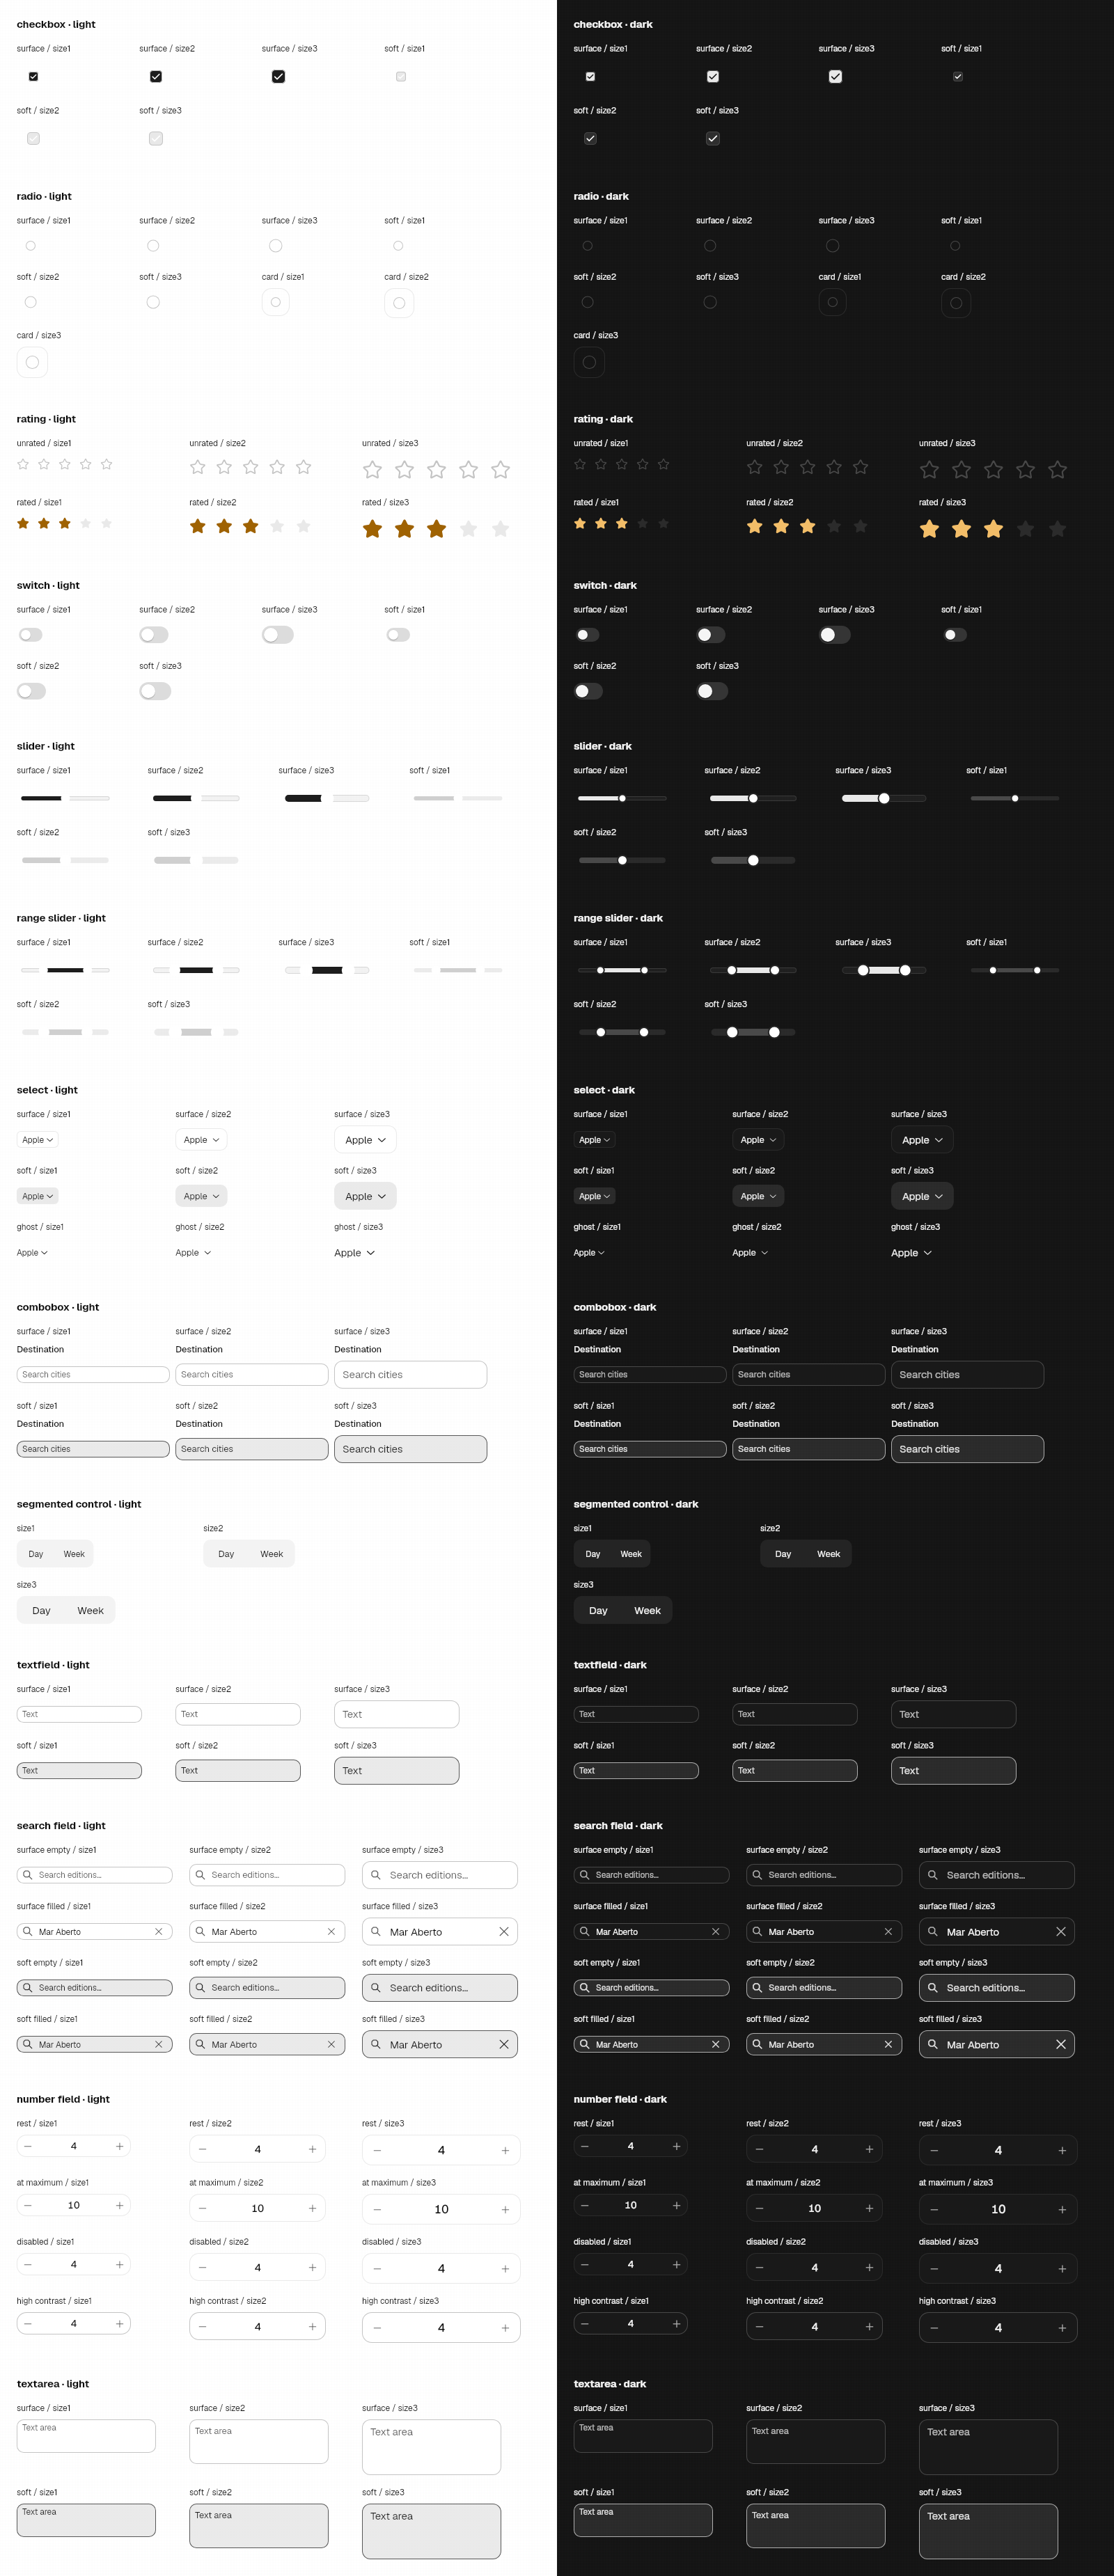 checkbox · light
surface / size1
surface / size2
surface / size3
soft / size1
soft / size2
soft / size3
radio · light
surface / size1
surface / size2
surface / size3
soft / size1
soft / size2
soft / size3
card / size1
card / size2
card / size3
rating · light
unrated / size1
unrated / size2
unrated / size3
rated / size1
rated / size2
rated / size3
switch · light
surface / size1
surface / size2
surface / size3
soft / size1
soft / size2
soft / size3
slider · light
surface / size1
surface / size2
surface / size3
soft / size1
soft / size2
soft / size3
range slider · light
surface / size1
surface / size2
surface / size3
soft / size1
soft / size2
soft / size3
select · light
surface / size1
surface / size2
surface / size3
Apple
Apple
Apple
soft / size1
soft / size2
soft / size3
Apple
Apple
Apple
ghost / size1
ghost / size2
ghost / size3
Apple
Apple
Apple
combobox · light
surface / size1
surface / size2
surface / size3
Destination
Destination
Destination
Search cities
Search cities
Search cities
soft / size1
soft / size2
soft / size3
Destination
Destination
Destination
Search cities
Search cities
Search cities
segmented control · light
size1
size2
Day
Week
Day
Week
size3
Day
Week
textfield · light
surface / size1
surface / size2
surface / size3
Text
Text
Text
soft / size1
soft / size2
soft / size3
Text
Text
Text
search field · light
surface empty / size1
surface empty / size2
surface empty / size3
Search editions...
Search editions...
Search editions...
surface filled / size1
surface filled / size2
surface filled / size3
Mar Aberto
Mar Aberto
Mar Aberto
soft empty / size1
soft empty / size2
soft empty / size3
Search editions...
Search editions...
Search editions...
soft filled / size1
soft filled / size2
soft filled / size3
Mar Aberto
Mar Aberto
Mar Aberto
number field · light
rest / size1
rest / size2
rest / size3
4
4
4
at maximum / size1
at maximum / size2
at maximum / size3
10
10
10
disabled / size1
disabled / size2
disabled / size3
4
4
4
high contrast / size1
high contrast / size2
high contrast / size3
4
4
4
textarea · light
surface / size1
surface / size2
surface / size3
Text area
Text area
Text area
soft / size1
soft / size2
soft / size3
Text area
Text area
Text area
checkbox · dark
surface / size1
surface / size2
surface / size3
soft / size1
soft / size2
soft / size3
radio · dark
surface / size1
surface / size2
surface / size3
soft / size1
soft / size2
soft / size3
card / size1
card / size2
card / size3
rating · dark
unrated / size1
unrated / size2
unrated / size3
rated / size1
rated / size2
rated / size3
switch · dark
surface / size1
surface / size2
surface / size3
soft / size1
soft / size2
soft / size3
slider · dark
surface / size1
surface / size2
surface / size3
soft / size1
soft / size2
soft / size3
range slider · dark
surface / size1
surface / size2
surface / size3
soft / size1
soft / size2
soft / size3
select · dark
surface / size1
surface / size2
surface / size3
Apple
Apple
Apple
soft / size1
soft / size2
soft / size3
Apple
Apple
Apple
ghost / size1
ghost / size2
ghost / size3
Apple
Apple
Apple
combobox · dark
surface / size1
surface / size2
surface / size3
Destination
Destination
Destination
Search cities
Search cities
Search cities
soft / size1
soft / size2
soft / size3
Destination
Destination
Destination
Search cities
Search cities
Search cities
segmented control · dark
size1
size2
Day
Week
Day
Week
size3
Day
Week
textfield · dark
surface / size1
surface / size2
surface / size3
Text
Text
Text
soft / size1
soft / size2
soft / size3
Text
Text
Text
search field · dark
surface empty / size1
surface empty / size2
surface empty / size3
Search editions...
Search editions...
Search editions...
surface filled / size1
surface filled / size2
surface filled / size3
Mar Aberto
Mar Aberto
Mar Aberto
soft empty / size1
soft empty / size2
soft empty / size3
Search editions...
Search editions...
Search editions...
soft filled / size1
soft filled / size2
soft filled / size3
Mar Aberto
Mar Aberto
Mar Aberto
number field · dark
rest / size1
rest / size2
rest / size3
4
4
4
at maximum / size1
at maximum / size2
at maximum / size3
10
10
10
disabled / size1
disabled / size2
disabled / size3
4
4
4
high contrast / size1
high contrast / size2
high contrast / size3
4
4
4
textarea · dark
surface / size1
surface / size2
surface / size3
Text area
Text area
Text area
soft / size1
soft / size2
soft / size3
Text area
Text area
Text area